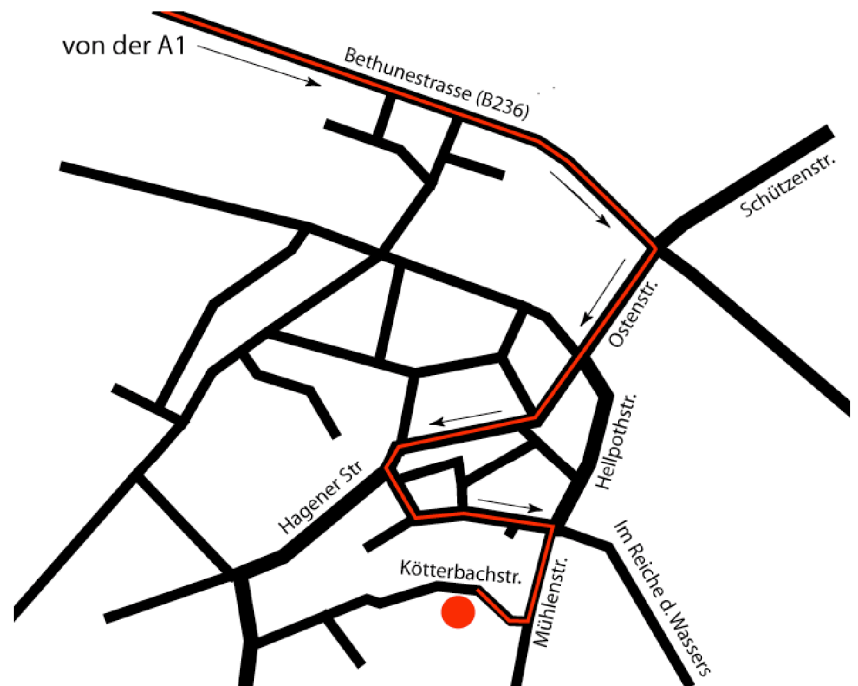 von der A1
Bethunestrasse (B236)
Schützenstr.
Ostenstr.
Hellpothstr.
Hagener Str
Im Reiche d. Wassers
Kötterbachstr.
Mühlenstr.